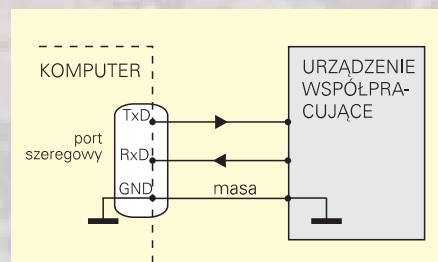 KOMPUTER
port
szeregowy
TxD
RxD
GND
masa
URZĄDZENIE
WSPÓŁPRA-
CUJĄCE